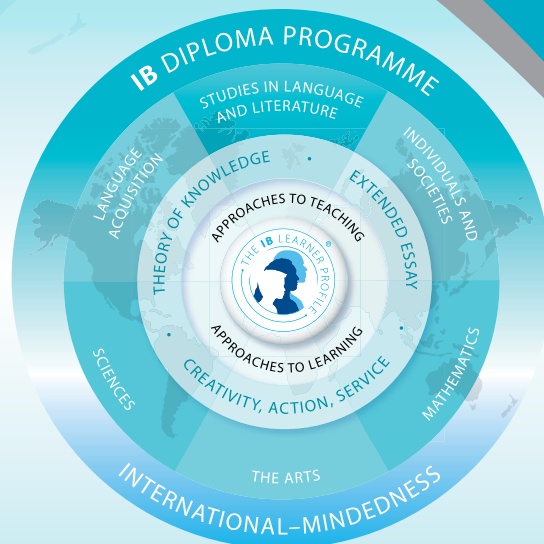 IB DIPLOMA PROGRAMME
STUDIES IN LANGUAGE
AND LITERATURE
LANGUAGE
ACQUISITION
INDIVIDUALS AND
SOCIETIES
THEORY OF KNOWLEDGE
EXTENDED ESSAY
APPROACHES TO TEACHING
THE IB LEARNER PROFILE
®
APPROACHES TO LEARNING
CREATIVITY, ACTION, SERVICE
SCIENCES
MATHEMATICS
THE ARTS
INTERNATIONAL–MINDEDNESS